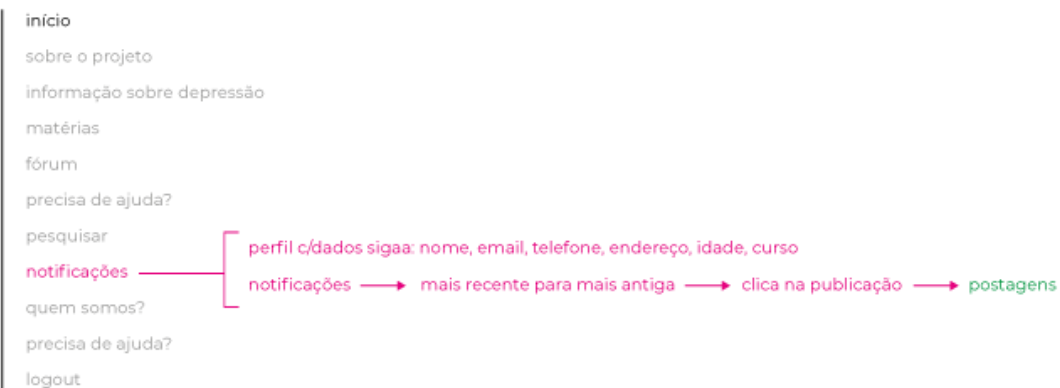 início
sobre o projeto
informação sobre depressão
matérias
fórum
precisa de ajuda?
pesquisar
perfil c/dados sigaa: nome, email, telefone, endereço, idade, curso
notificações
notificações mais recente para mais antiga clica na publicação postagens
quem somos?
precisa de ajuda?
logout